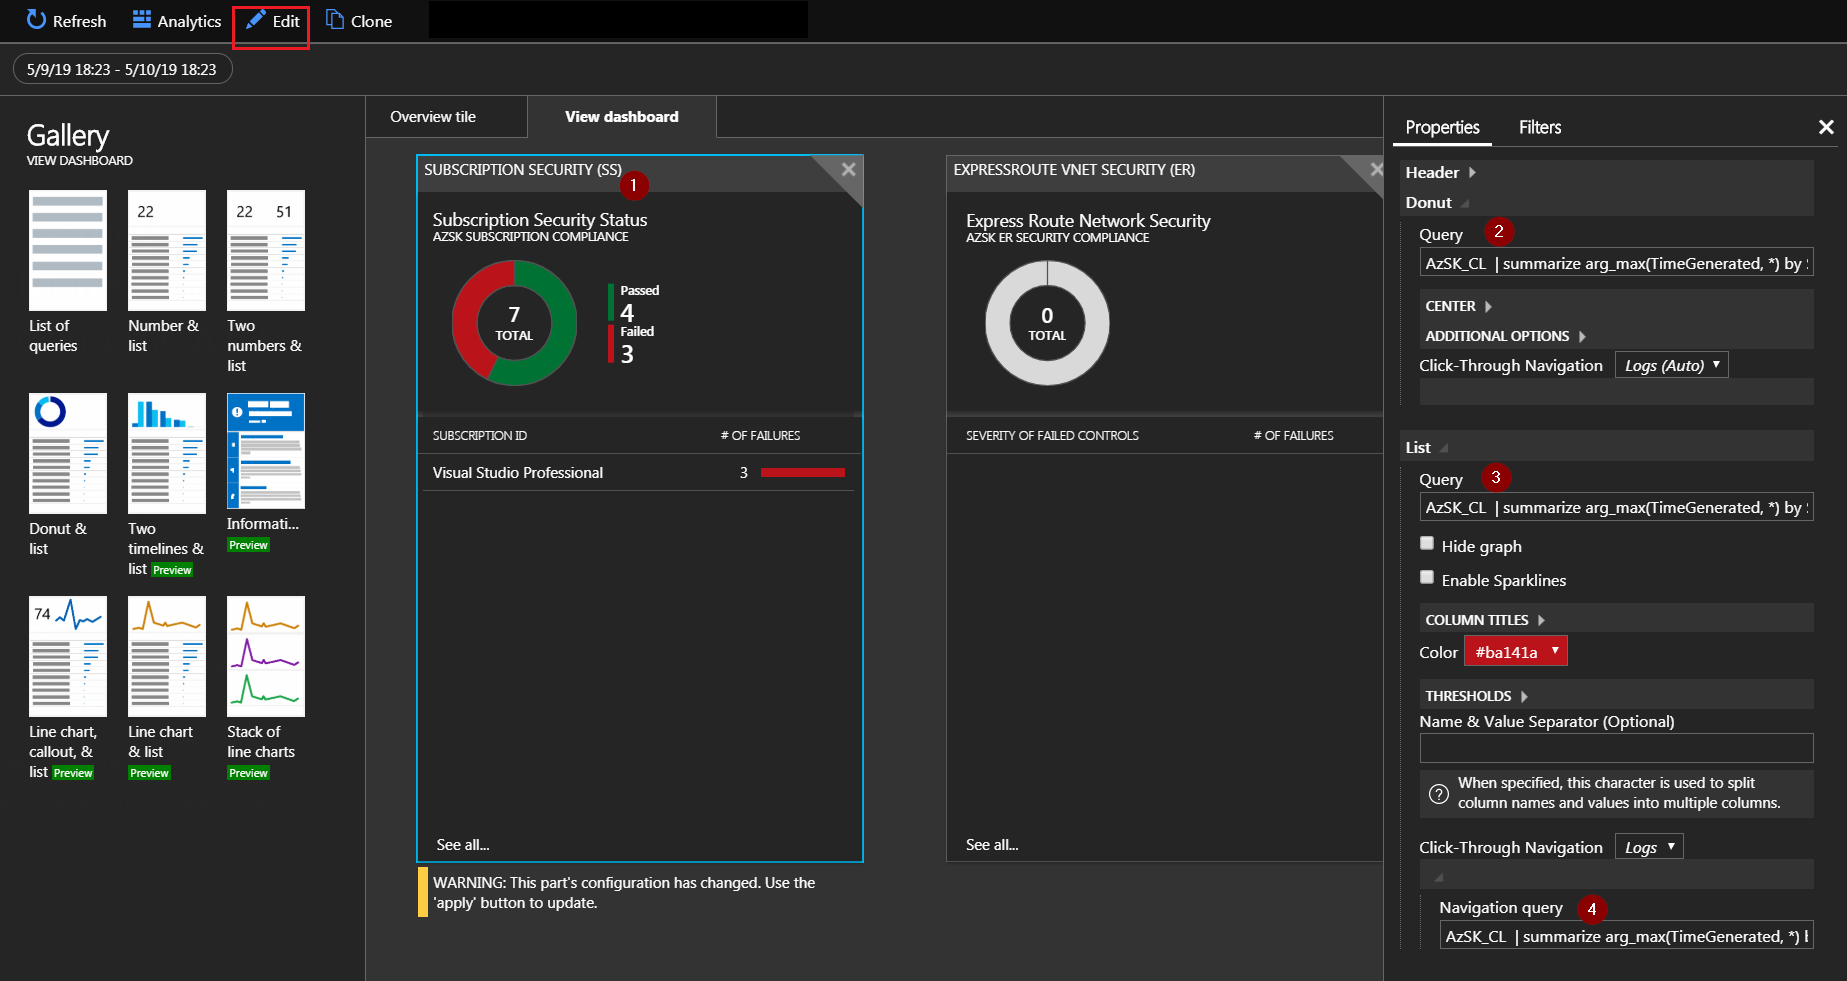 Refresh
Analytics
Edit
Clone
5/9/19 18:23 - 5/10/19 18:23
Gallery
VIEW DASHBOARD
22
22 51
List of
queries
Number &
list
Two
numbers &
list
Donut &
list
Two
timelines &
list Preview
Informati...
Preview
74
Line chart,
callout, &
list Preview
Line chart
& list
Preview
Stack of
line charts
Preview
Overview tile
View dashboard
SUBSCRIPTION SECURITY (SS)
1
Subscription Security Status
AZSK SUBSCRIPTION COMPLIANCE
7
TOTAL
Passed
4
Failed
3
SUBSCRIPTION ID
# OF FAILURES
Visual Studio Professional
3
See all...
WARNING: This part's configuration has changed. Use the
'apply' button to update.
EXPRESSROUTE VNET SECURITY (ER)
Express Route Network Security
AZSK ER SECURITY COMPLIANCE
0
TOTAL
SEVERITY OF FAILED CONTROLS
# OF FAILURES
See all...
Properties
Filters
Header
Donut
Query
2
AzSK_CL | summarize arg_max(TimeGenerated, *) by
CENTER
ADDITIONAL OPTIONS
Click-Through Navigation
Logs (Auto)
List
Query
3
AzSK_CL | summarize arg_max(TimeGenerated, *) by
Hide graph
Enable Sparklines
COLUMN TITLES
Color
#ba141a
THRESHOLDS
Name & Value Separator (Optional)
? When specified, this character is used to split
column names and values into multiple columns.
Click-Through Navigation
Logs
Navigation query
4
AzSK_CL | summarize arg_max(TimeGenerated, *)